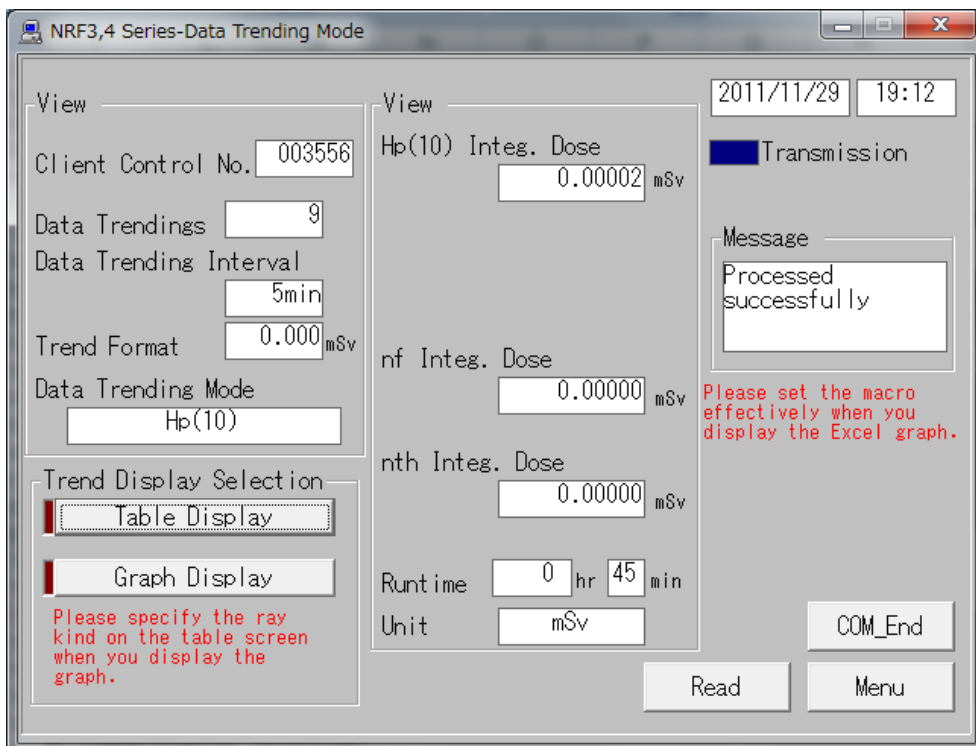 NRF3,4 Series-Data Trending Mode
View
Client Control No. 003556
Data Trendings 9
Data Trending Interval
5min
Trend Format 0.000 mSv
Data Trending Mode
Hp(10)
Trend Display Selection
Table Display
Graph Display
Please specify the ray
kind on the table screen
when you display the
graph.
View
Hp(10) Integ. Dose
0.00002 mSv
nf Integ. Dose
0.00000 mSv
nth Integ. Dose
0.00000 mSv
Runtime 0 hr 45 min
Unit mSv
2011/11/29 19:12
Transmission
Message
Processed
successfully
Please set the macro
effectively when you
display the Excel graph.
COM_End
Read Menu